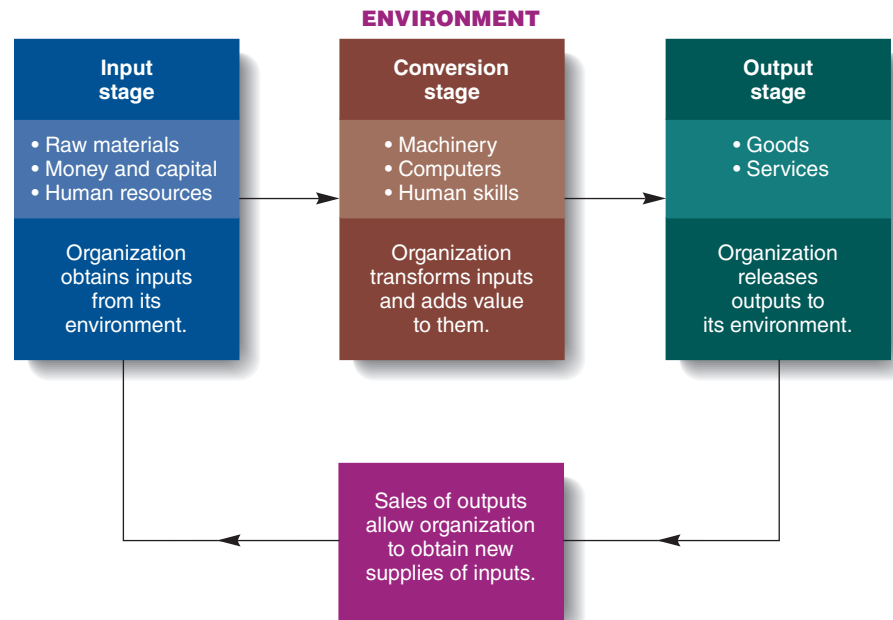 ENVIRONMENT
Input
stage
• Raw materials
• Money and capital
• Human resources
Organization
obtains inputs
from its
environment.
Conversion
stage
• Machinery
• Computers
• Human skills
Organization
transforms inputs
and adds value
to them.
Output
stage
• Goods
• Services
Organization
releases
outputs to
its environment.
Sales of outputs
allow organization
to obtain new
supplies of inputs.